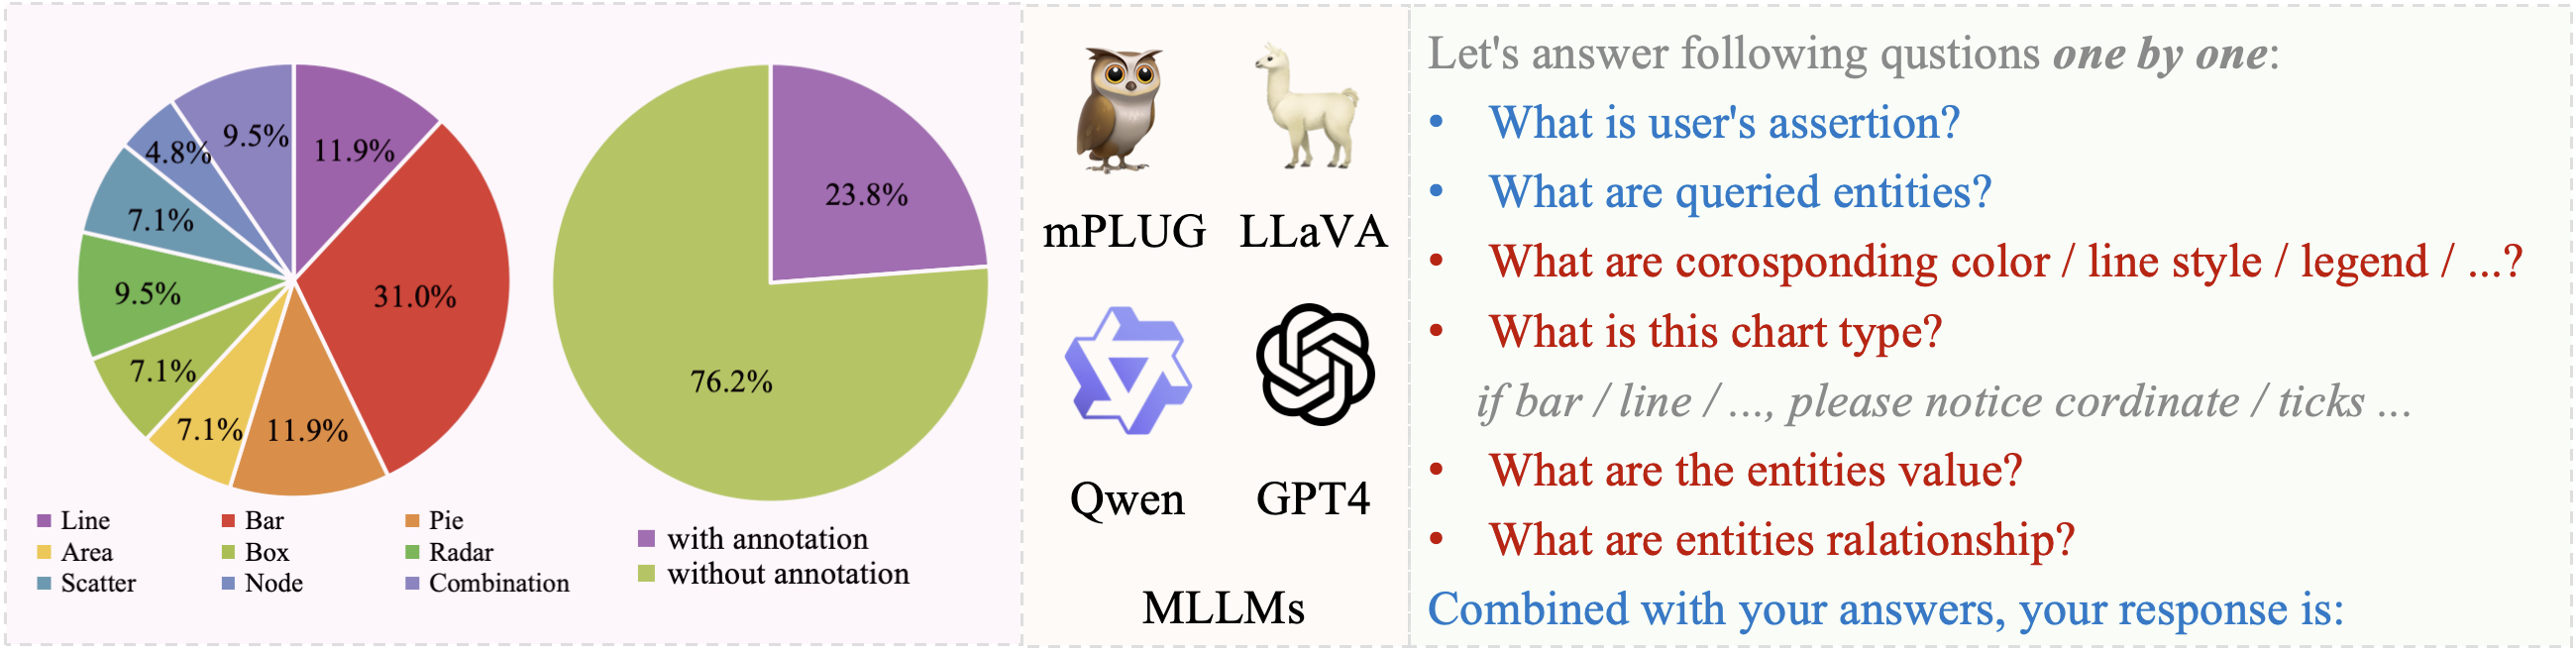 9.5%
11.9%
4.8%
7.1%
31.0%
9.5%
7.1%
7.1%
11.9%
Line
Bar
Pie
Area
Box
Radar
Scatter
Node
Combination
23.8%
76.2%
with annotation
without annotation
mPLUG
LLaVA
Qwen
GPT4
MLLMs
Let's answer following qustions one by one:
• What is user's assertion?
• What are queried entities?
• What are corosponding color / line style / legend / ...?
• What is this chart type?
if bar / line / ..., please notice cordinate / ticks ...
• What are the entities value?
• What are entities ralationship?
Combined with your answers, your response is: